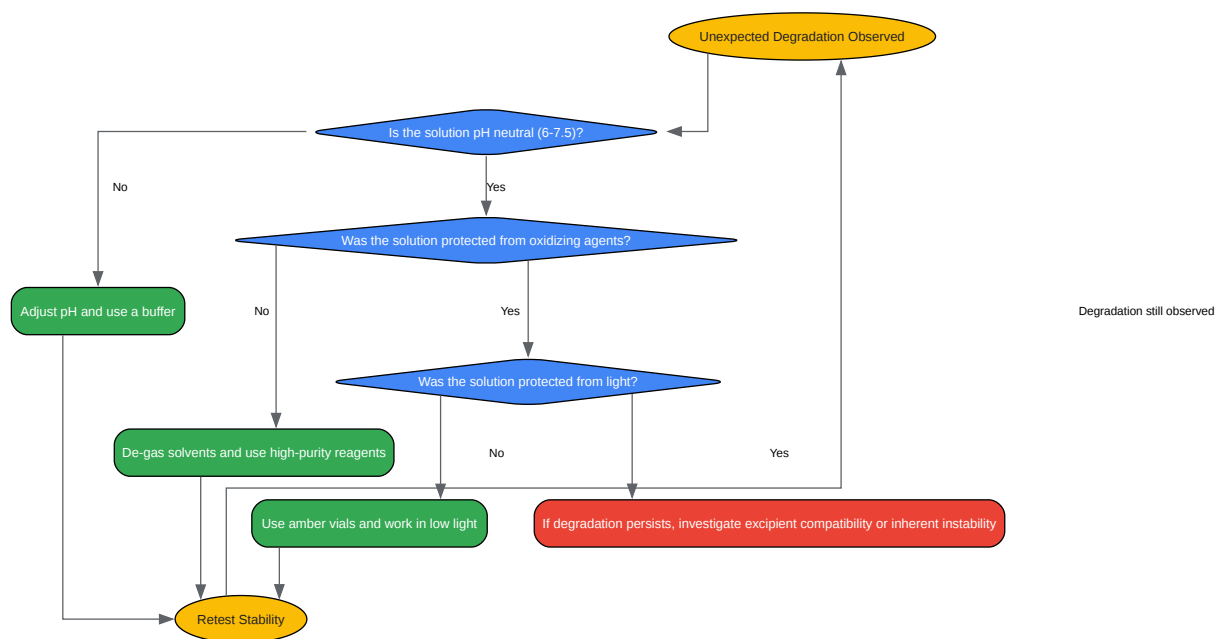 Unexpected Degradation Observed
Is the solution pH neutral (6-7.5)?
No
Yes
Was the solution protected from oxidizing agents?
Adjust pH and use a buffer
No
Yes
Degradation still observed
Was the solution protected from light?
De-gas solvents and use high-purity reagents
No
Yes
Use amber vials and work in low light
If degradation persists, investigate excipient compatibility or inherent instability
Retest Stability